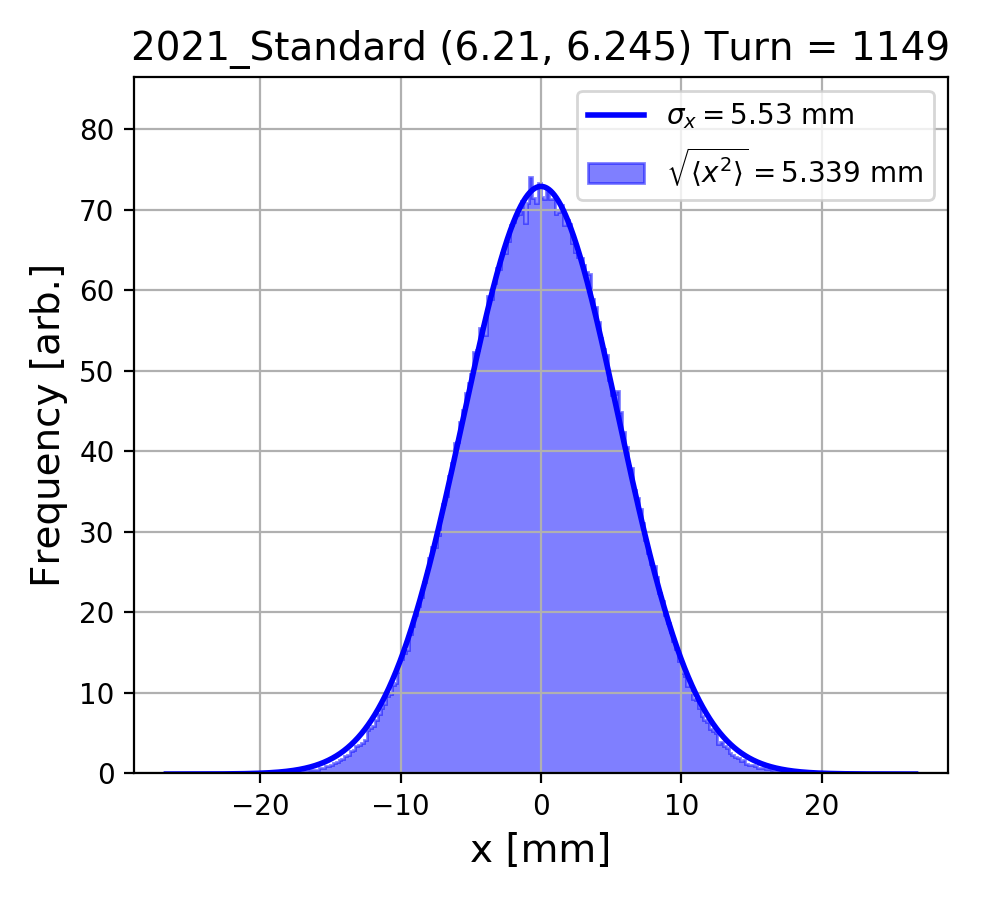 2021_Standard (6.21, 6.245) Turn = 1149
σₓ = 5.53 mm
√⟨x²⟩ = 5.339 mm
Frequency [arb.]
80
70
60
50
40
30
20
10
0
−20 −10 0 10 20
x [mm]